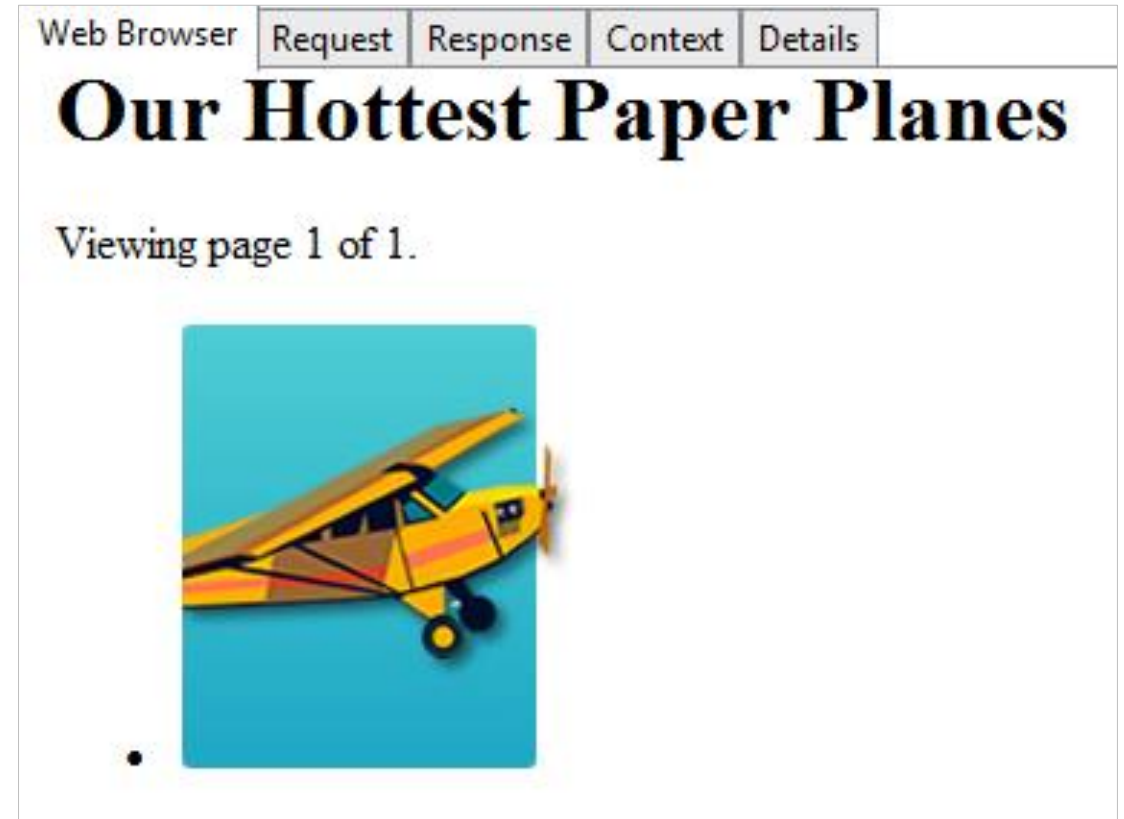 Web Browser Request Response Context Details
Our Hottest Paper Planes
Viewing page 1 of 1.